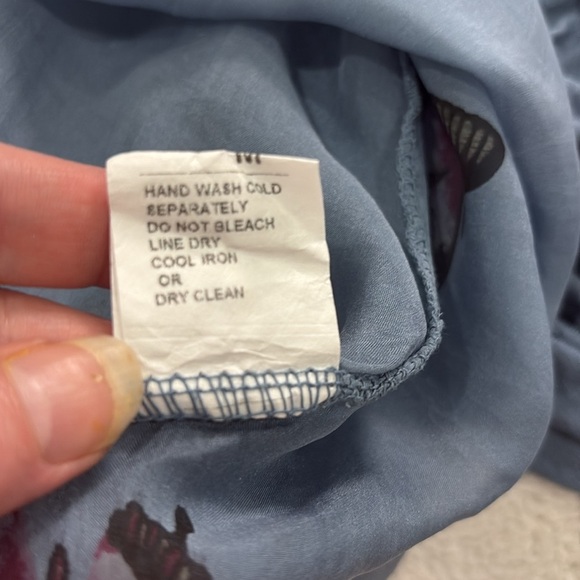 M
HAND WASH COLD
SEPARATELY
DO NOT BLEACH
LINE DRY
COOL IRON
OR
DRY CLEAN